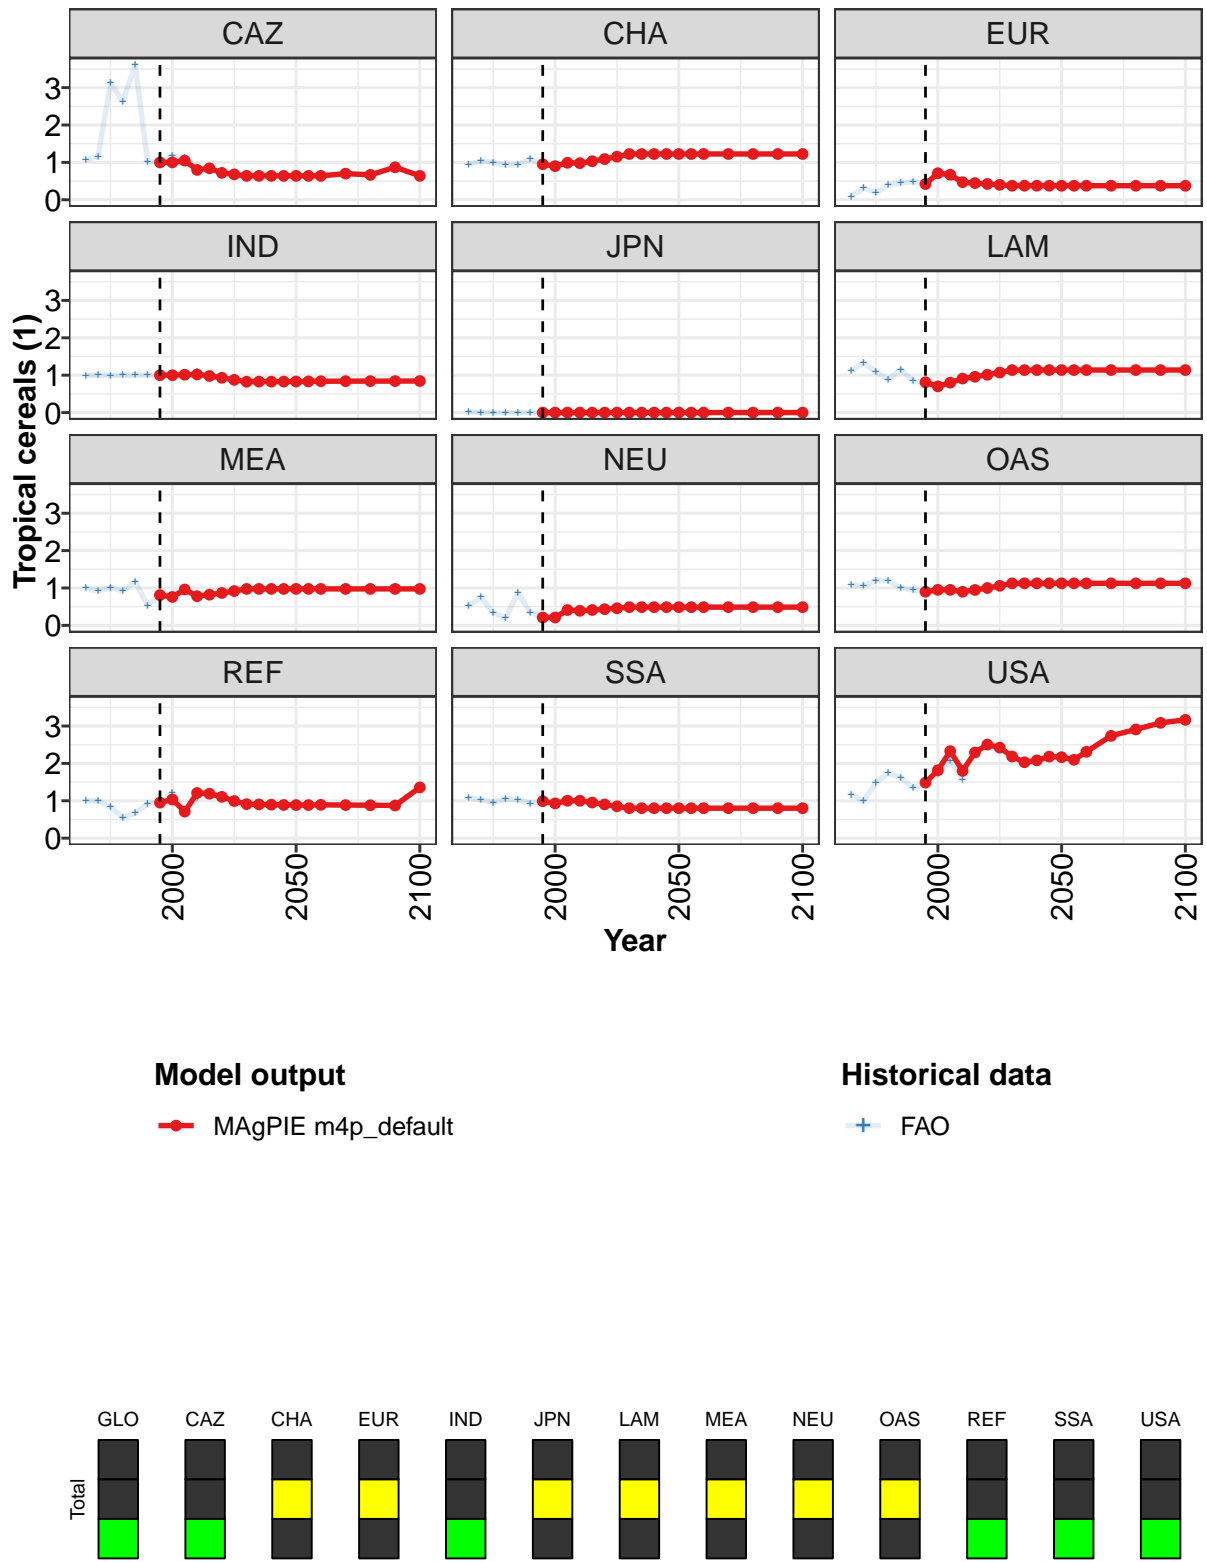 CAZ CHA EUR
3
2
1
0
IND JPN LAM
3
2
1
0
MEA NEU OAS
3
2
1
0
REF SSA USA
3
2
1
0
Tropical cereals (1)
2000 2050 2100 2000 2050 2100 2000 2050 2100
Year
Model output Historical data
MAgPIE m4p_default FAO
GLO CAZ CHA EUR IND JPN LAM MEA NEU OAS REF SSA USA
Total